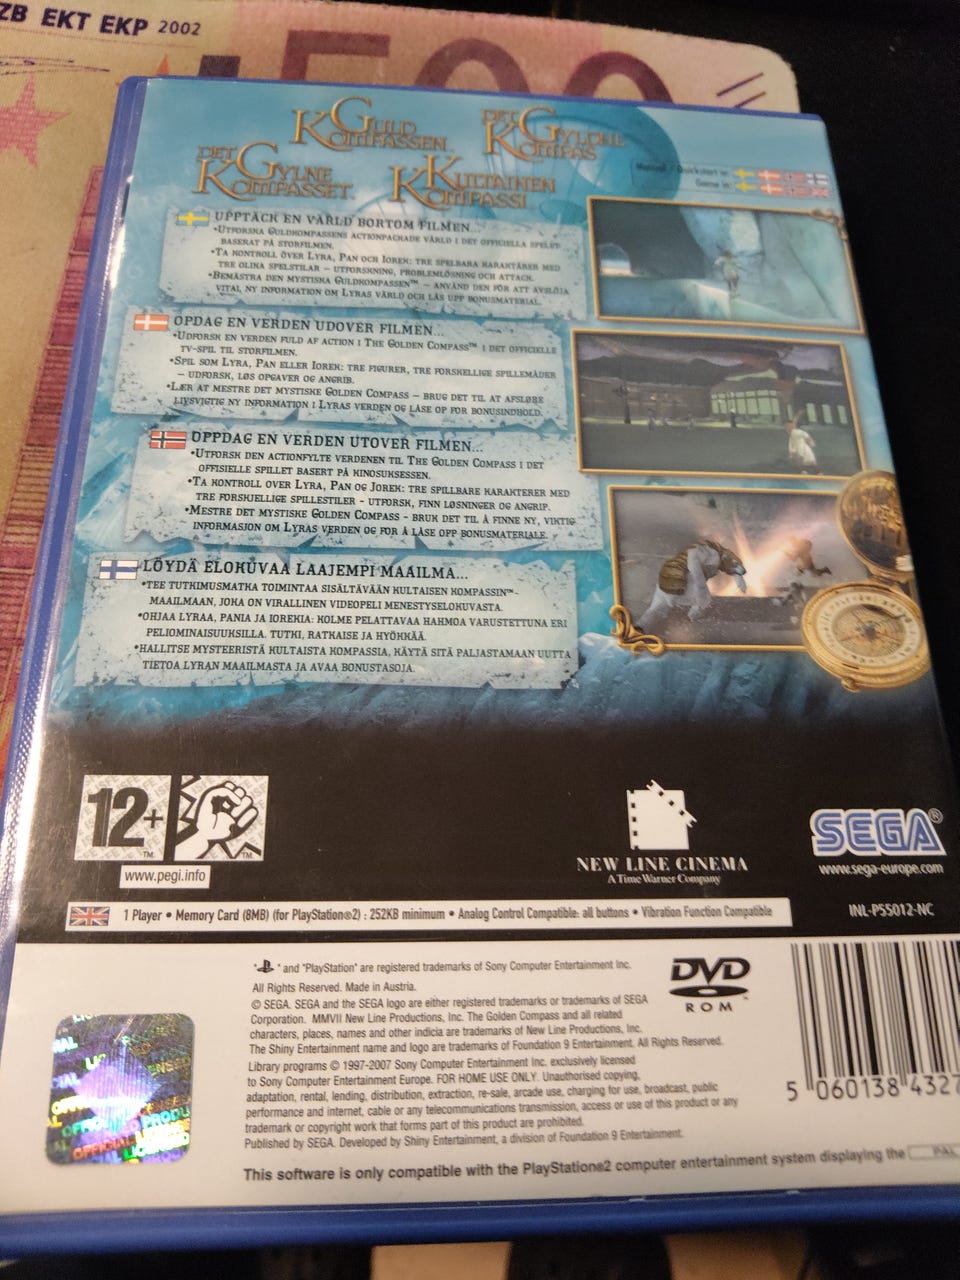 ZB EKT EKP 2002
500
GULD KOMPASSEN
DET GYLDNE KOMPAS
DET GYLNE KOMPASSET
KULTAINEN KOMPASSI
Manual / Quickstart in:
Game in:
UPPTÄCK EN VÄRLD BORTOM FILMEN...
•UTFORSKA GULDKOMPASSENS ACTIONPACKADE VÄRLD I DET OFFICIELLA SPELET
BASERAT PÅ STORFILMEN.
•TA KONTROLL ÖVER LYRA, PAN OCH IOREK: TRE SPELBARA KARAKTÄRER MED
TRE OLIKA SPELSTILAR – UTFORSKNING, PROBLEMLÖSNING OCH ATTACK.
•BEMÄSTRA DEN MYSTISKA GULDKOMPASSEN™ – ANVÄND DEN FÖR ATT AVSLÖJA
VITAL, NY INFORMATION OM LYRAS VÄRLD OCH LÅS UPP BONUSMATERIAL.
OPDAG EN VERDEN UDOVER FILMEN...
•UDFORSK EN VERDEN FULD AF ACTION I THE GOLDEN COMPASS™ I DET OFFICIELLE
TV-SPIL TIL STORFILMEN.
•SPIL SOM LYRA, PAN ELLER IOREK: TRE FIGURER, TRE FORSKELLIGE SPILLEMÅDER
– UDFORSK, LØS OPGAVER OG ANGRIB.
•LÆR AT MESTRE DET MYSTISKE GOLDEN COMPASS – BRUG DET TIL AT AFSLØRE
LIVSVIGTIG NY INFORMATION I LYRAS VERDEN OG LÅSE OP FOR BONUSINDHOLD.
OPPDAG EN VERDEN UTOVER FILMEN...
•UTFORSK DEN ACTIONFYLTE VERDENEN TIL THE GOLDEN COMPASS I DET
OFFISIELLE SPILLET BASERT PÅ KINOSUKSESSEN.
•TA KONTROLL OVER LYRA, PAN OG JOREK: TRE SPILLBARE KARAKTERER MED
TRE FORSKJELLIGE SPILLESTILER - UTFORSK, FINN LØSNINGER OG ANGRIP.
•MESTRE DET MYSTISKE GOLDEN COMPASS - BRUK DET TIL Å FINNE NY, VIKTIG
INFORMASJON OM LYRAS VERDEN OG FOR Å LÅSE OPP BONUSMATERIALE.
LÖYDÄ ELOKUVAA LAAJEMPI MAAILMA...
•TEE TUTKIMUSMATKA TOIMINTAA SISÄLTÄVÄÄN KULTAISEN KOMPASSIN™-
MAAILMAAN, JOKA ON VIRALLINEN VIDEOPELI MENESTYSELOKUVASTA.
•OHJAA LYRAA, PANIA JA IOREKIA: KOLME PELATTAVAA HAHMOA VARUSTETTUNA ERI
PELIOMINAISUUKSILLA. TUTKI, RATKAISE JA HYÖKKÄÄ.
•HALLITSE MYSTEERISTÄ KULTAISTA KOMPASSIA, KÄYTÄ SITÄ PALJASTAMAAN UUTTA
TIETOA LYRAN MAAILMASTA JA AVAA BONUSTASOJA.
12+
www.pegi.info
NEW LINE CINEMA
A Time Warner Company
SEGA®
www.sega-europe.com
1 Player • Memory Card (8MB) (for PlayStation®2) : 252KB minimum • Analog Control Compatible: all buttons • Vibration Function Compatible
INL-P55012-NC
" " and "PlayStation" are registered trademarks of Sony Computer Entertainment Inc.
All Rights Reserved. Made in Austria.
© SEGA. SEGA and the SEGA logo are either registered trademarks or trademarks of SEGA
Corporation. MMVII New Line Productions, Inc. The Golden Compass and all related
characters, places, names and other indicia are trademarks of New Line Productions, Inc.
The Shiny Entertainment name and logo are trademarks of Foundation 9 Entertainment. All Rights Reserved.
Library programs © 1997-2007 Sony Computer Entertainment Inc. exclusively licensed
to Sony Computer Entertainment Europe. FOR HOME USE ONLY. Unauthorised copying,
adaptation, rental, lending, distribution, extraction, re-sale, arcade use, charging for use, broadcast, public
performance and internet, cable or any telecommunications transmission, access or use of this product or any
trademark or copyright work that forms part of this product are prohibited.
Published by SEGA. Developed by Shiny Entertainment, a division of Foundation 9 Entertainment.
DVD
ROM
5 060138 4327
This software is only compatible with the PlayStation®2 computer entertainment system displaying the PAL